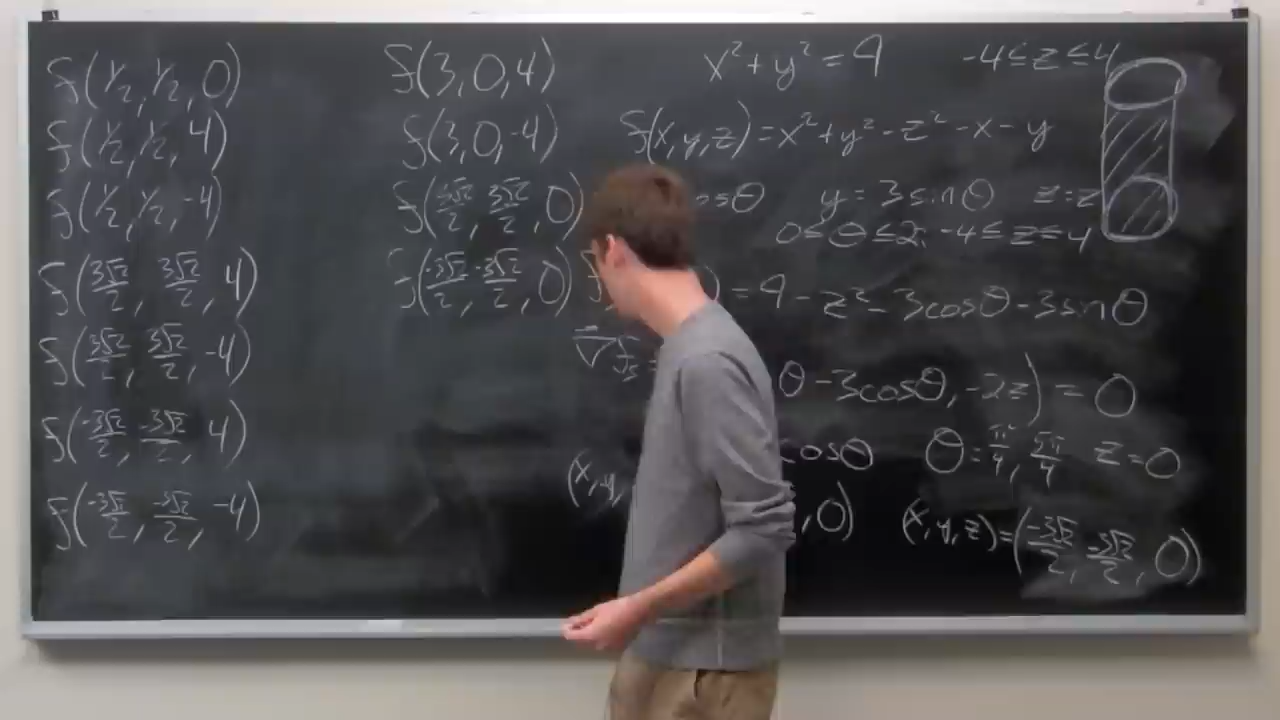 f(1/2, 1/2, 0)
f(1/2, 1/2, 4)
f(1/2, 1/2, -4)
f(3√2/2, 3√2/2, 4)
f(3√2/2, 3√2/2, -4)
f(-3√2/2, -3√2/2, 4)
f(-3√2/2, -3√2/2, -4)
f(3, 0, 4)
f(3, 0, -4)
f(3√2/2, 3√2/2, 0)
f(-3√2/2, -3√2/2, 0)
x² + y² = 9 -4 ≤ z ≤ 4
f(x, y, z) = x² + y² - z² - x - y
osθ y = 3sinθ z = z
0 ≤ θ ≤ 2 -4 ≤ z ≤ 4
) = 9 - z² - 3cosθ - 3sinθ
∇fs =
θ - 3cosθ, -2z) = 0
cosθ θ = π/4, 5π/4 z = 0
(x, y, , 0) (x, y, z) = (-3√2/2, -3√2/2, 0)